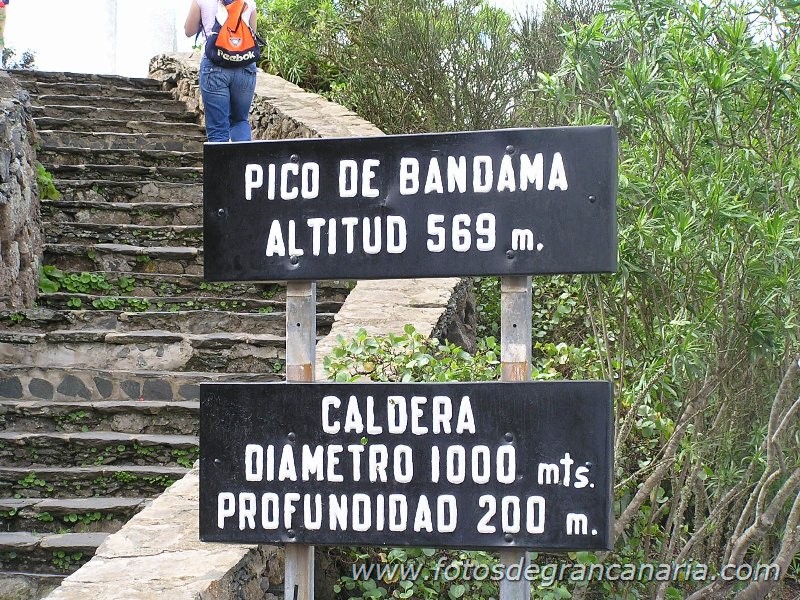 Reebok
PICO DE BANDAMA
ALTITUD 569 m.
CALDERA
DIAMETRO 1000 mts.
PROFUNDIDAD 200 m.
www.fotosdegrancanaria.com